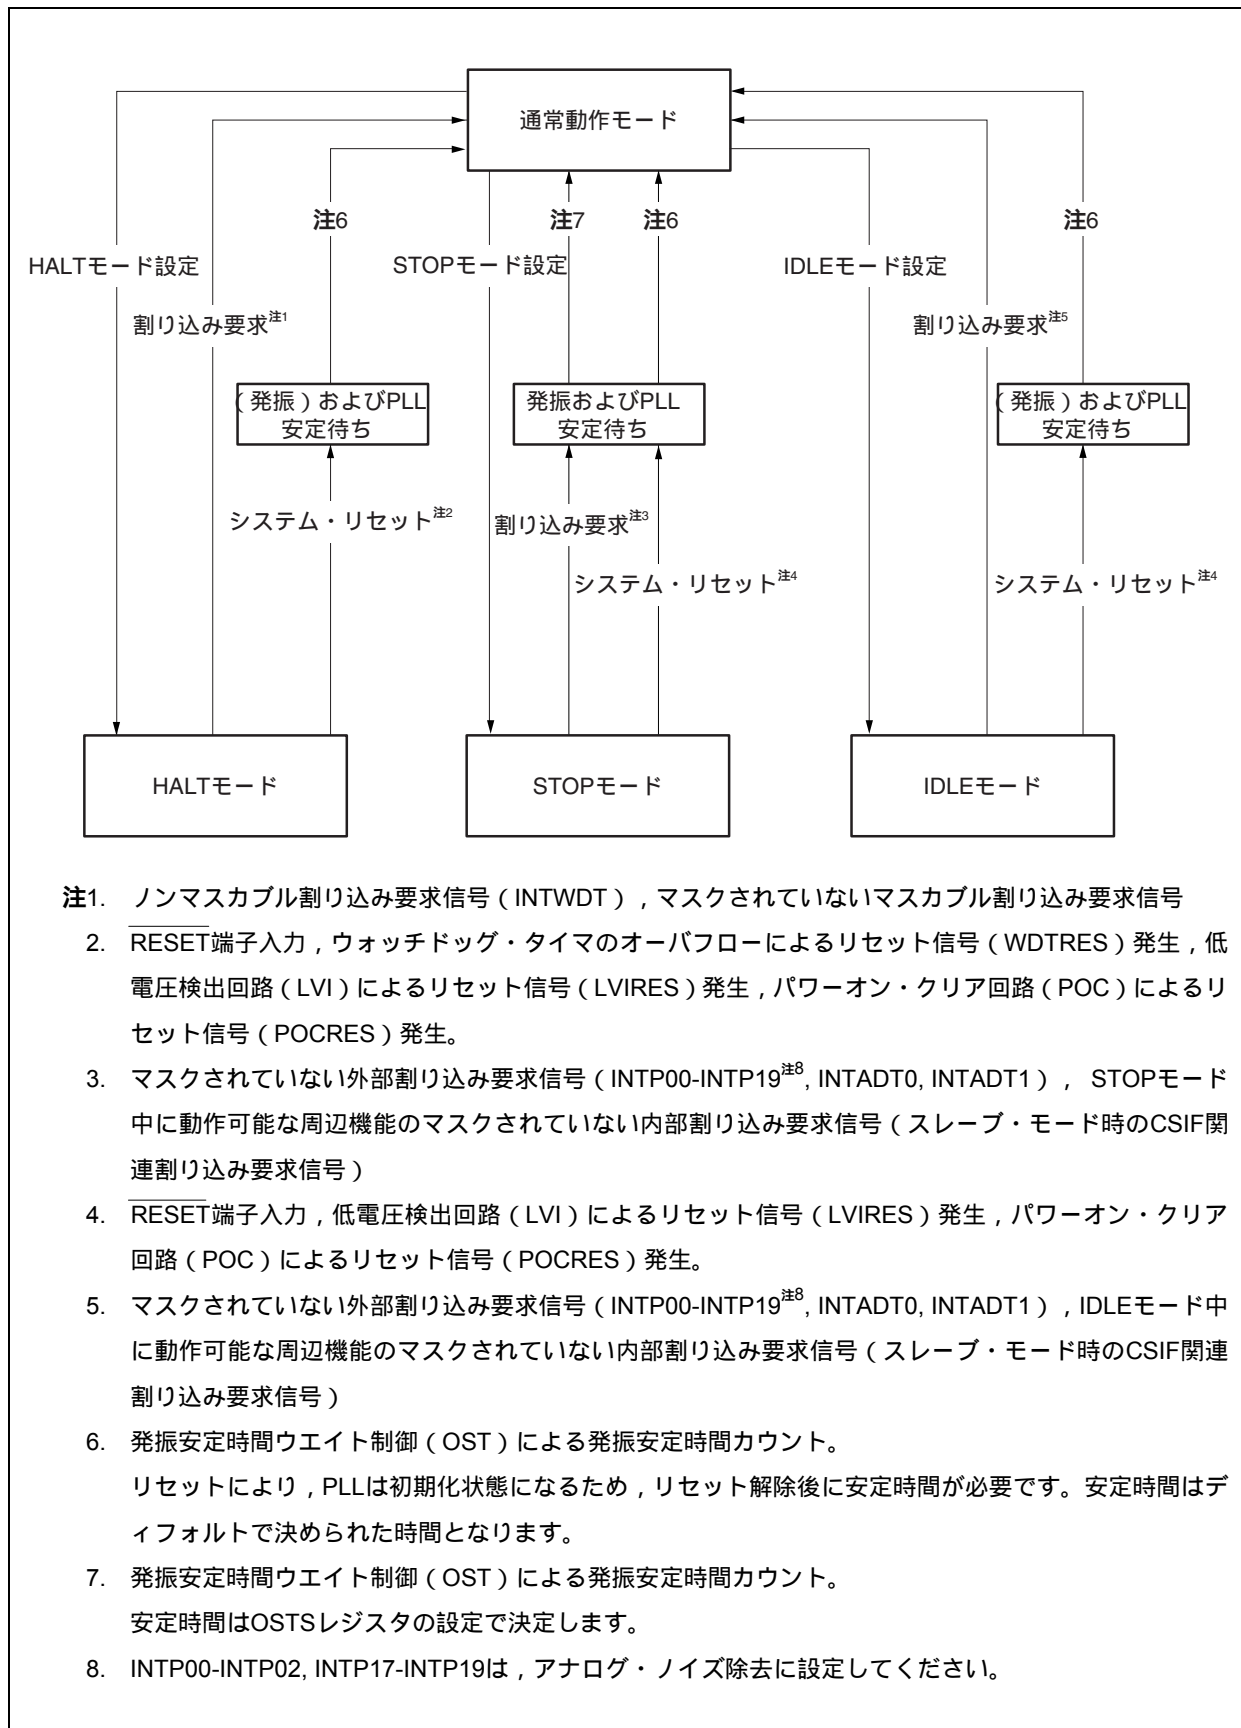 通常動作モード
注6
注7
注6
注6
HALTモード設定
STOPモード設定
IDLEモード設定
割り込み要求注1
割り込み要求注5
(発振)およびPLL
安定待ち
発振およびPLL
安定待ち
(発振)およびPLL
安定待ち
システム・リセット注2
割り込み要求注3
システム・リセット注4
システム・リセット注4
HALTモード
STOPモード
IDLEモード
注1. ノンマスカブル割り込み要求信号(INTWDT),マスクされていないマスカブル割り込み要求信号
2. RESET端子入力,ウォッチドッグ・タイマのオーバフローによるリセット信号(WDTRES)発生,低
電圧検出回路(LVI)によるリセット信号(LVIRES)発生,パワーオン・クリア回路(POC)によるリ
セット信号(POCRES)発生。
3. マスクされていない外部割り込み要求信号(INTP00-INTP19注8, INTADT0, INTADT1), STOPモード
中に動作可能な周辺機能のマスクされていない内部割り込み要求信号(スレーブ・モード時のCSIF関
連割り込み要求信号)
4. RESET端子入力,低電圧検出回路(LVI)によるリセット信号(LVIRES)発生,パワーオン・クリア
回路(POC)によるリセット信号(POCRES)発生。
5. マスクされていない外部割り込み要求信号(INTP00-INTP19注8, INTADT0, INTADT1),IDLEモード中
に動作可能な周辺機能のマスクされていない内部割り込み要求信号(スレーブ・モード時のCSIF関連
割り込み要求信号)
6. 発振安定時間ウエイト制御(OST)による発振安定時間カウント。
リセットにより,PLLは初期化状態になるため,リセット解除後に安定時間が必要です。安定時間はデ
ィフォルトで決められた時間となります。
7. 発振安定時間ウエイト制御(OST)による発振安定時間カウント。
安定時間はOSTSレジスタの設定で決定します。
8. INTP00-INTP02, INTP17-INTP19は,アナログ・ノイズ除去に設定してください。